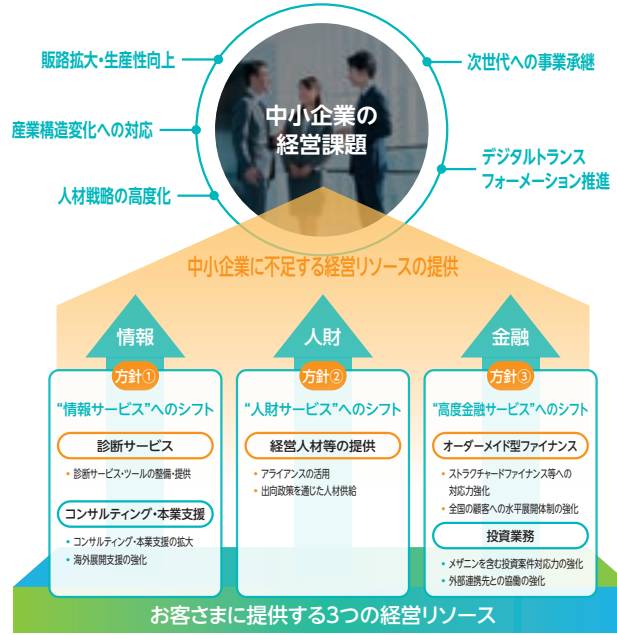 販路拡大・生産性向上
産業構造変化への対応
人材戦略の高度化
中小企業の
経営課題
次世代への事業承継
デジタルトランス
フォーメーション推進
中小企業に不足する経営リソースの提供
情報
方針①
“情報サービス”へのシフト
診断サービス
• 診断サービス・ツールの整備・提供
コンサルティング・本業支援
• コンサルティング・本業支援の拡大
• 海外展開支援の強化
人財
方針②
“人財サービス”へのシフト
経営人材等の提供
• アライアンスの活用
• 出向政策を通じた人材供給
金融
方針③
“高度金融サービス”へのシフト
オーダーメイド型ファイナンス
• ストラクチャードファイナンス等への
対応力強化
• 全国の顧客への水平展開体制の強化
投資業務
• メザニンを含む投資案件対応力の強化
• 外部連携先との協働の強化
お客さまに提供する3つの経営リソース